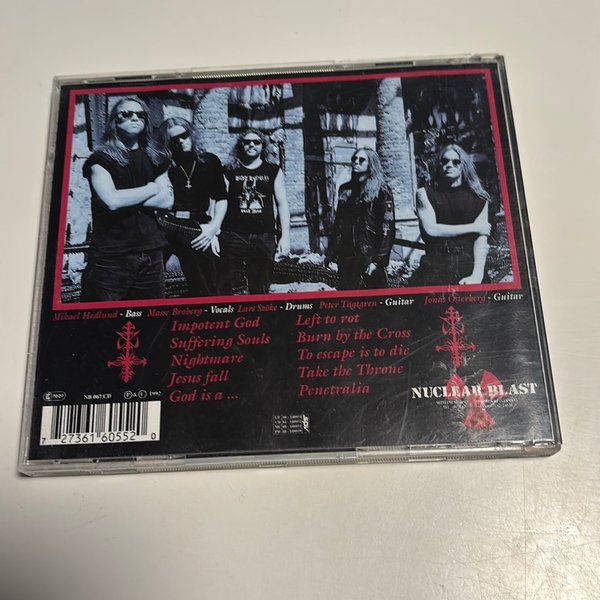 BATHORY
Mikael Hedlund - Bass Masse Broberg - Vocals Lars Szöke - Drums Peter Tägtgren - Guitar Jonas Österberg - Guitar
Impotent God
Suffering Souls
Nightmare
Jesus fall
God is a ...
Left to rot
Burn by the Cross
To escape is to die
Take the Throne
Penetralia
NB 067 CD
P & C 1992
7 27361 60552 0
NUCLEAR BLAST